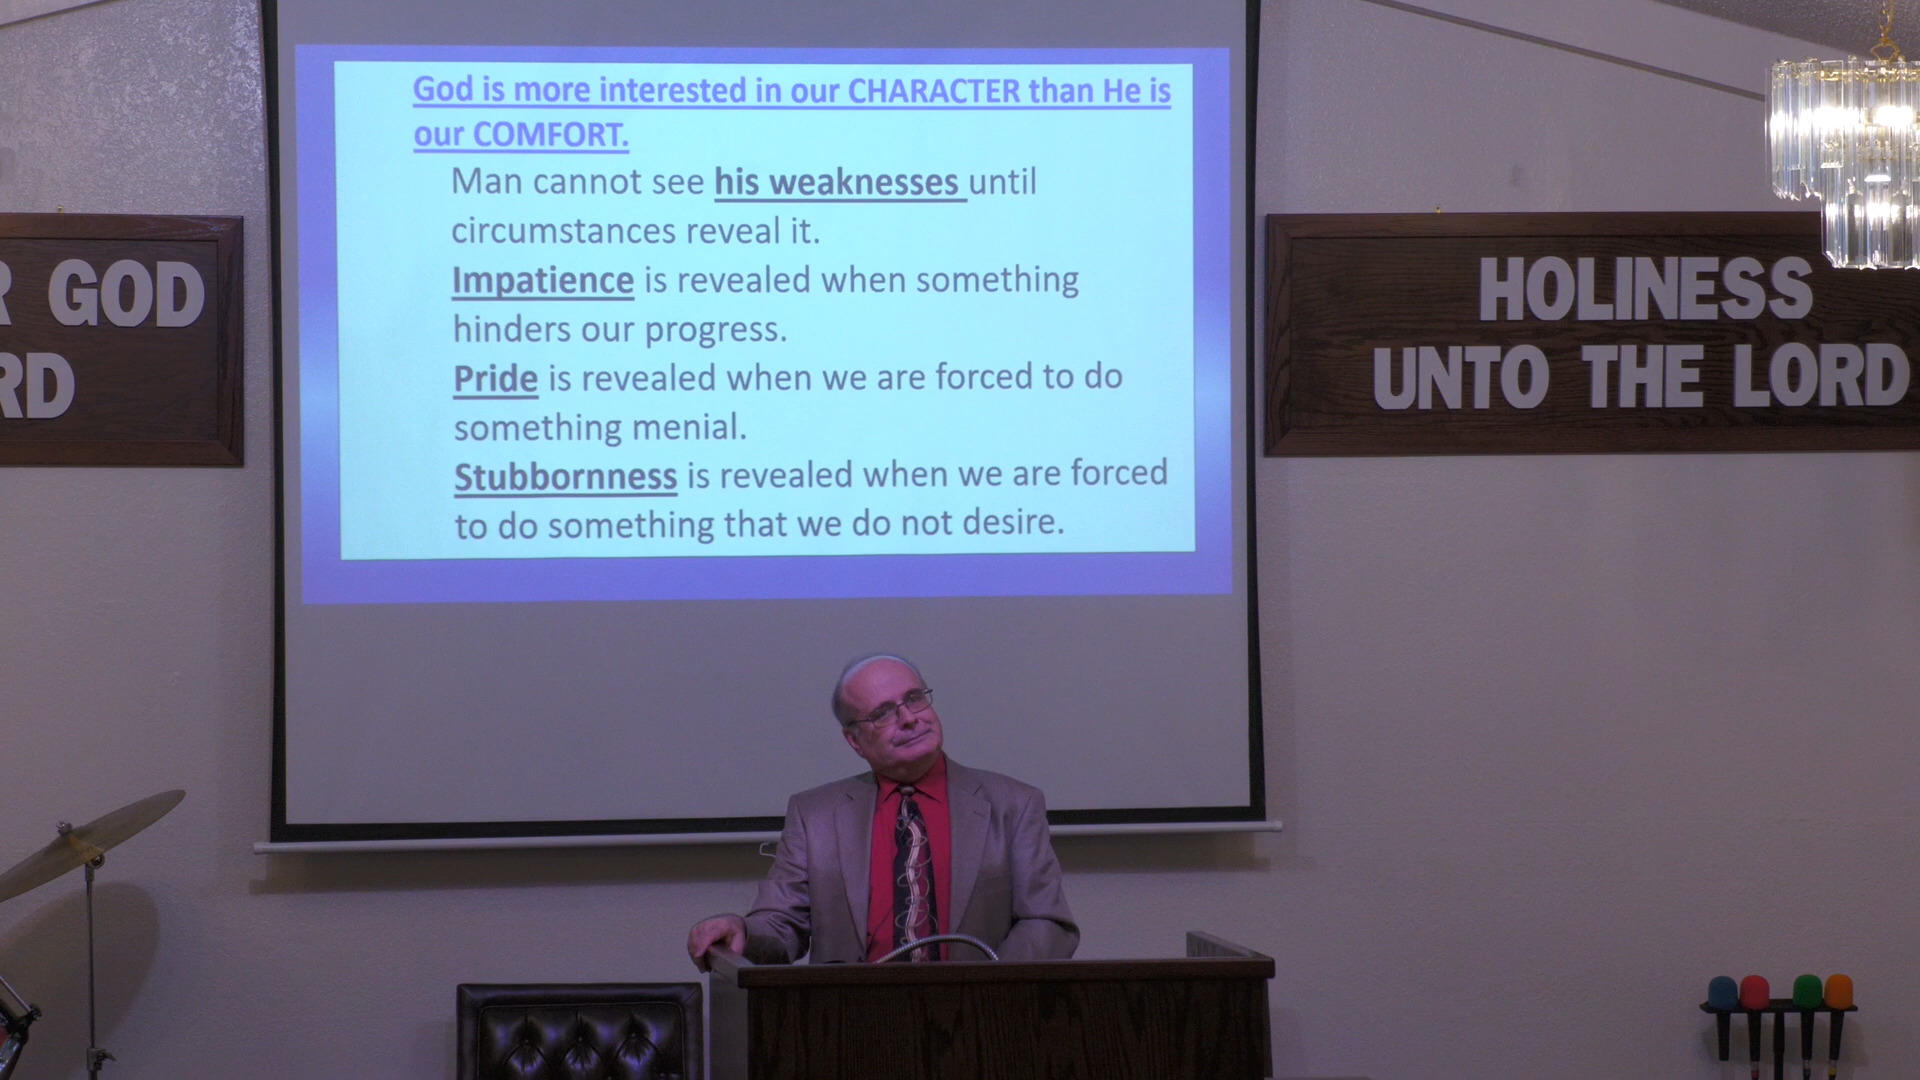 God is more interested in our CHARACTER than He is
our COMFORT.
Man cannot see his weaknesses until
circumstances reveal it.
Impatience is revealed when something
hinders our progress.
Pride is revealed when we are forced to do
something menial.
Stubbornness is revealed when we are forced
to do something that we do not desire.
GOD
HOLINESS
UNTO THE LORD